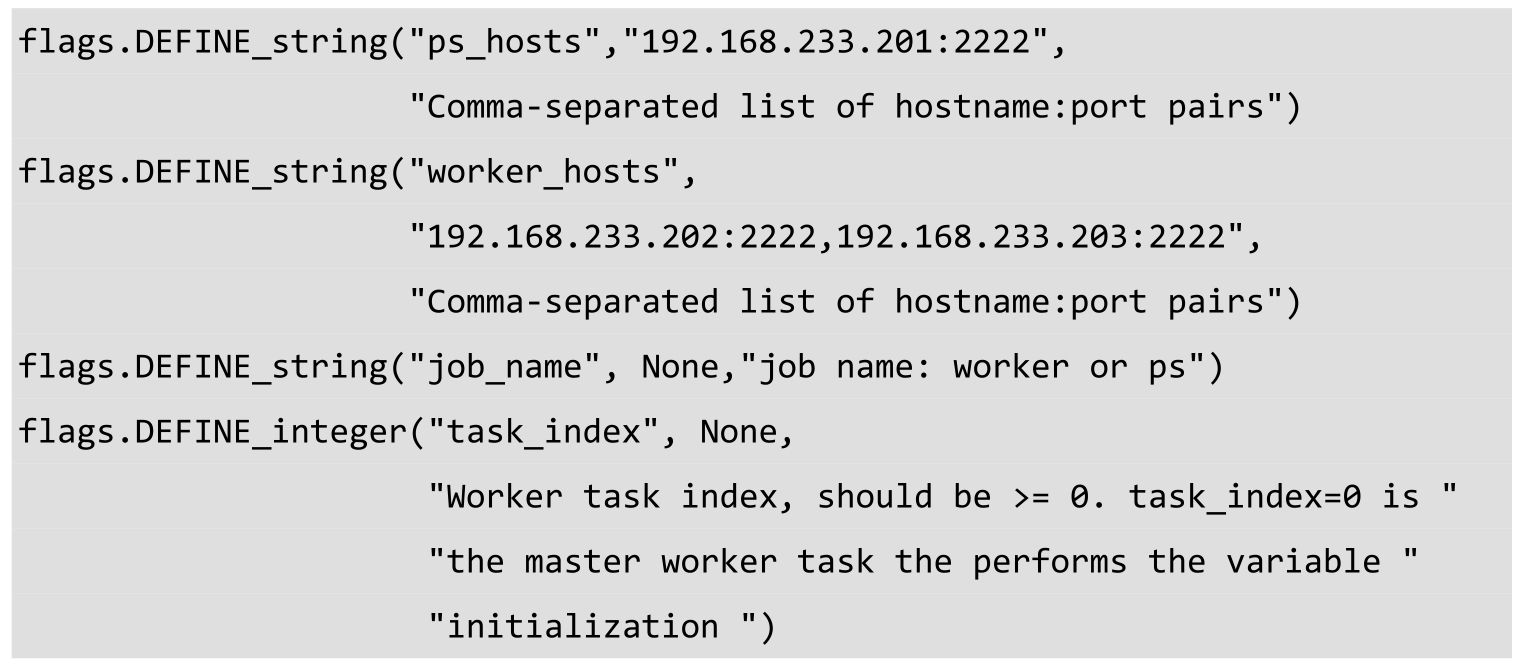 flags.DEFINE_string("ps_hosts","192.168.233.201:2222",
"Comma-separated list of hostname:port pairs")
flags.DEFINE_string("worker_hosts",
"192.168.233.202:2222,192.168.233.203:2222",
"Comma-separated list of hostname:port pairs")
flags.DEFINE_string("job_name", None,"job name: worker or ps")
flags.DEFINE_integer("task_index", None,
"Worker task index, should be >= 0. task_index=0 is "
"the master worker task the performs the variable "
"initialization ")